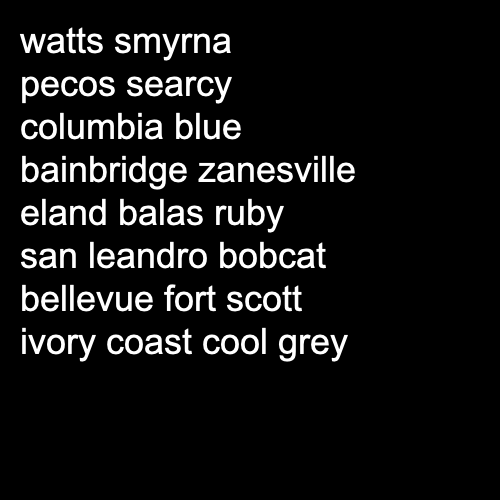 watts smyrna
pecos searcy
columbia blue
bainbridge zanesville
eland balas ruby
san leandro bobcat
bellevue fort scott
ivory coast cool grey